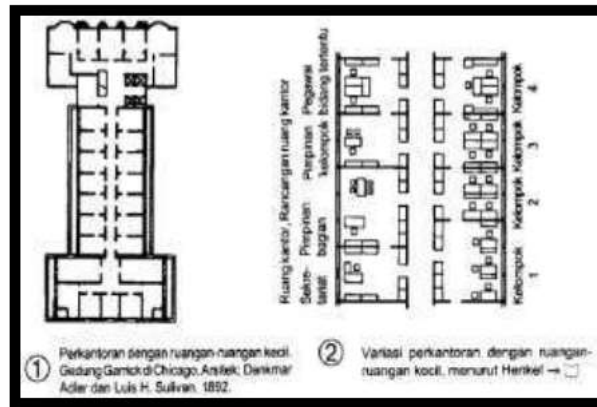 Ruang kantor, Rancangan ruang kantor
Sekre-
tariat
Pimpinan
bagian
Pimpinan
kelompok
Pegawai
bidang tertentu
Kelompok
1
Kelompok
2
Kelompok
3
Kelompok
4
1 Perkantoran dengan ruangan-ruangan kecil.
Gedung Garrick di Chicago. Arsitek: Dankmar
Adler dan Luis H. Sullivan. 1892.
2 Variasi perkantoran dengan ruangan-
ruangan kecil, menurut Henkel →